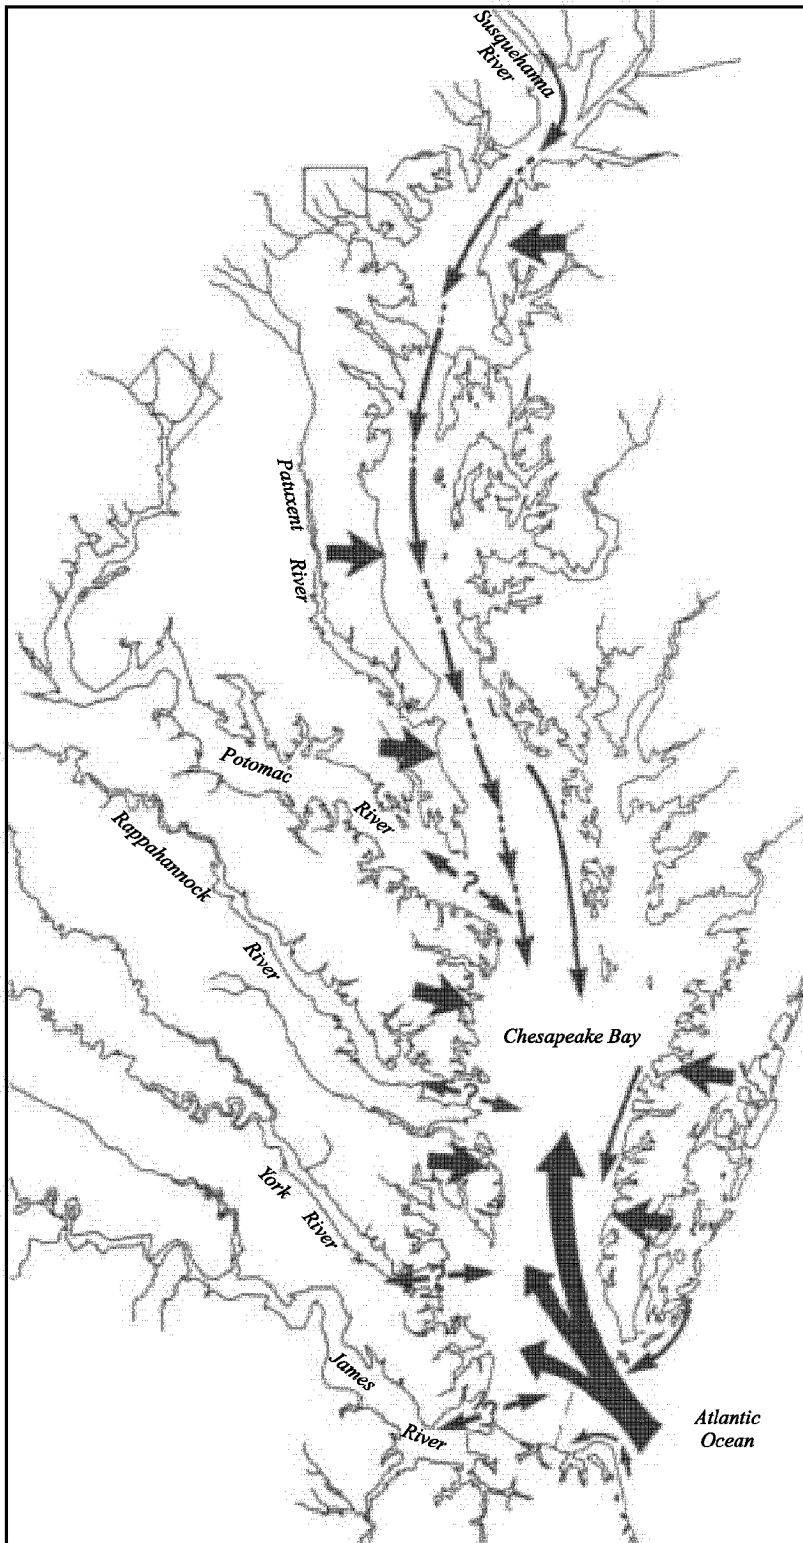 Susquehanna
River
Patuxent
River
Potomac
River
Rappahannock
River
?
Chesapeake Bay
York
River
James
River
Atlantic
Ocean